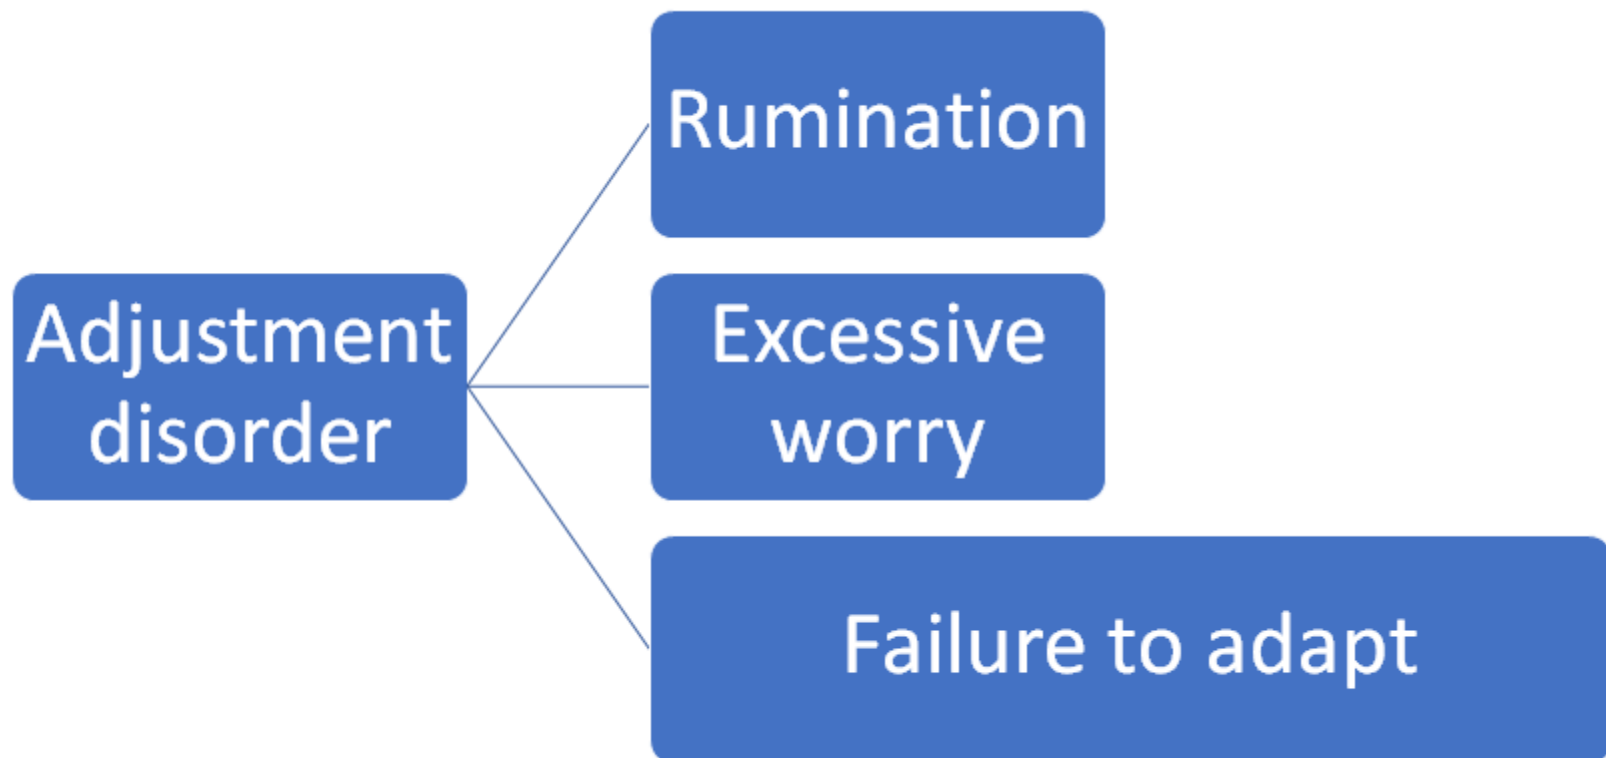 Adjustment
disorder
Rumination
Excessive
worry
Failure to adapt